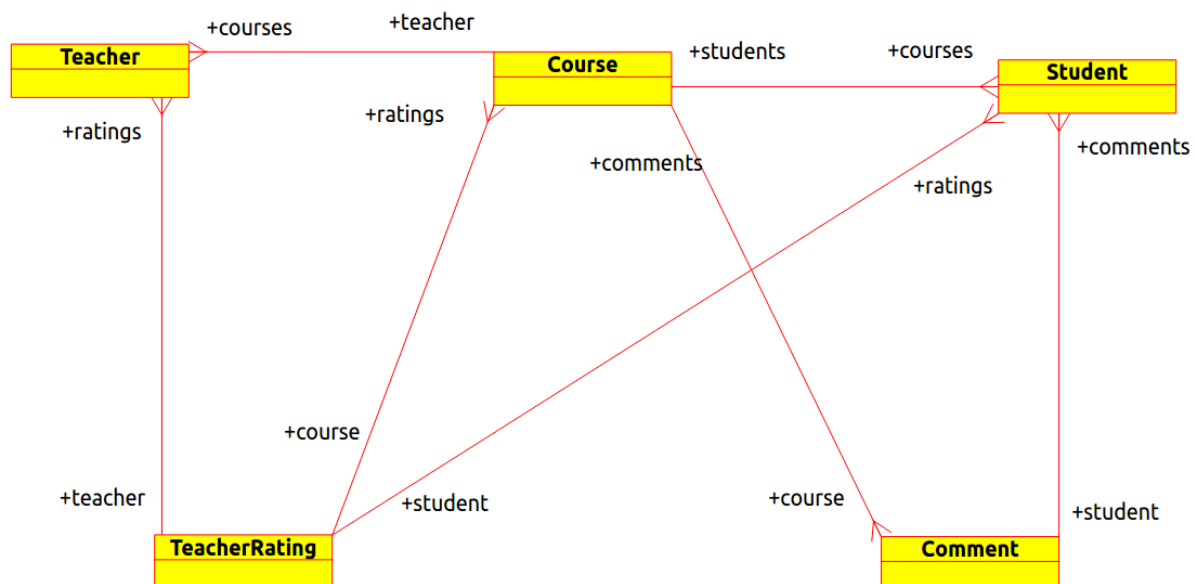 +courses
+teacher
Teacher
Course
+students
+courses
Student
+ratings
+ratings
+comments
+ratings
+comments
+course
+teacher
+student
+course
+student
TeacherRating
Comment